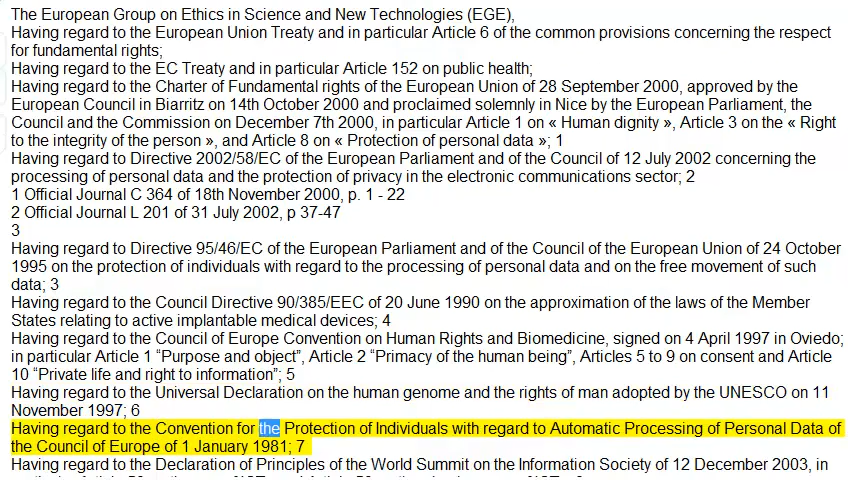 The European Group on Ethics in Science and New Technologies (EGE),
Having regard to the European Union Treaty and in particular Article 6 of the common provisions concerning the respect
for fundamental rights;
Having regard to the EC Treaty and in particular Article 152 on public health;
Having regard to the Charter of Fundamental rights of the European Union of 28 September 2000, approved by the
European Council in Biarritz on 14th October 2000 and proclaimed solemnly in Nice by the European Parliament, the
Council and the Commission on December 7th 2000, in particular Article 1 on « Human dignity », Article 3 on the « Right
to the integrity of the person », and Article 8 on « Protection of personal data »; 1
Having regard to Directive 2002/58/EC of the European Parliament and of the Council of 12 July 2002 concerning the
processing of personal data and the protection of privacy in the electronic communications sector; 2
1 Official Journal C 364 of 18th November 2000, p. 1 - 22
2 Official Journal L 201 of 31 July 2002, p 37-47
3
Having regard to Directive 95/46/EC of the European Parliament and of the Council of the European Union of 24 October
1995 on the protection of individuals with regard to the processing of personal data and on the free movement of such
data; 3
Having regard to the Council Directive 90/385/EEC of 20 June 1990 on the approximation of the laws of the Member
States relating to active implantable medical devices; 4
Having regard to the Council of Europe Convention on Human Rights and Biomedicine, signed on 4 April 1997 in Oviedo;
in particular Article 1 “Purpose and object”, Article 2 “Primacy of the human being”, Articles 5 to 9 on consent and Article
10 “Private life and right to information”; 5
Having regard to the Universal Declaration on the human genome and the rights of man adopted by the UNESCO on 11
November 1997; 6
Having regard to the Convention for the Protection of Individuals with regard to Automatic Processing of Personal Data of
the Council of Europe of 1 January 1981; 7
Having regard to the Declaration of Principles of the World Summit on the Information Society of 12 December 2003, in